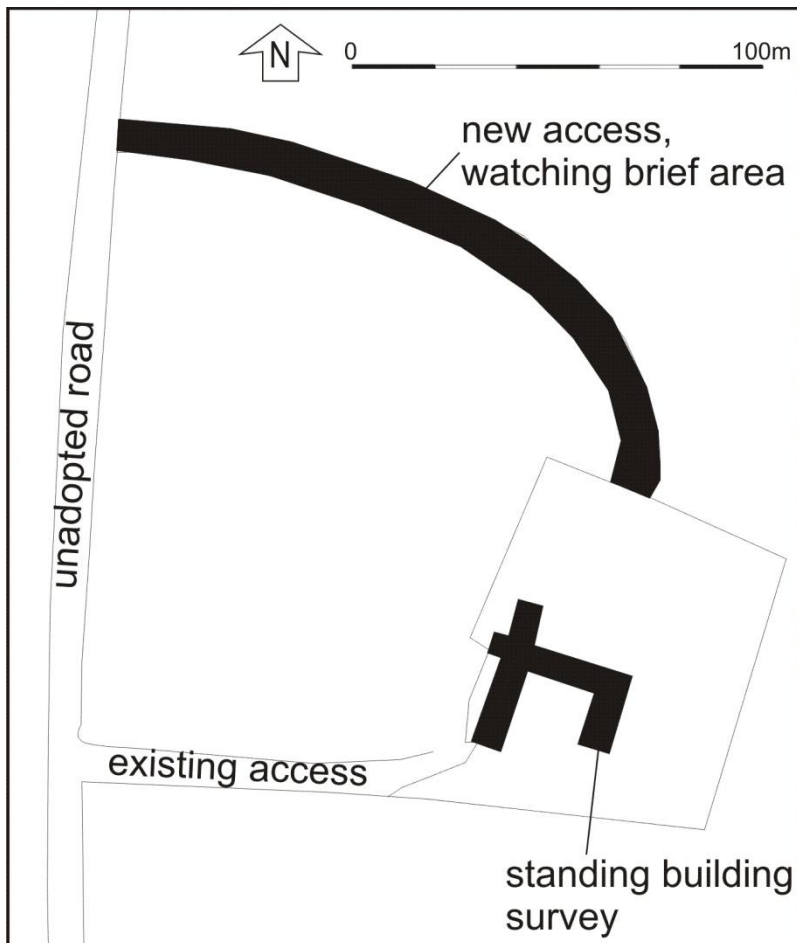 N
0 100m
new access,
watching brief area
unadopted road
existing access
standing building
survey